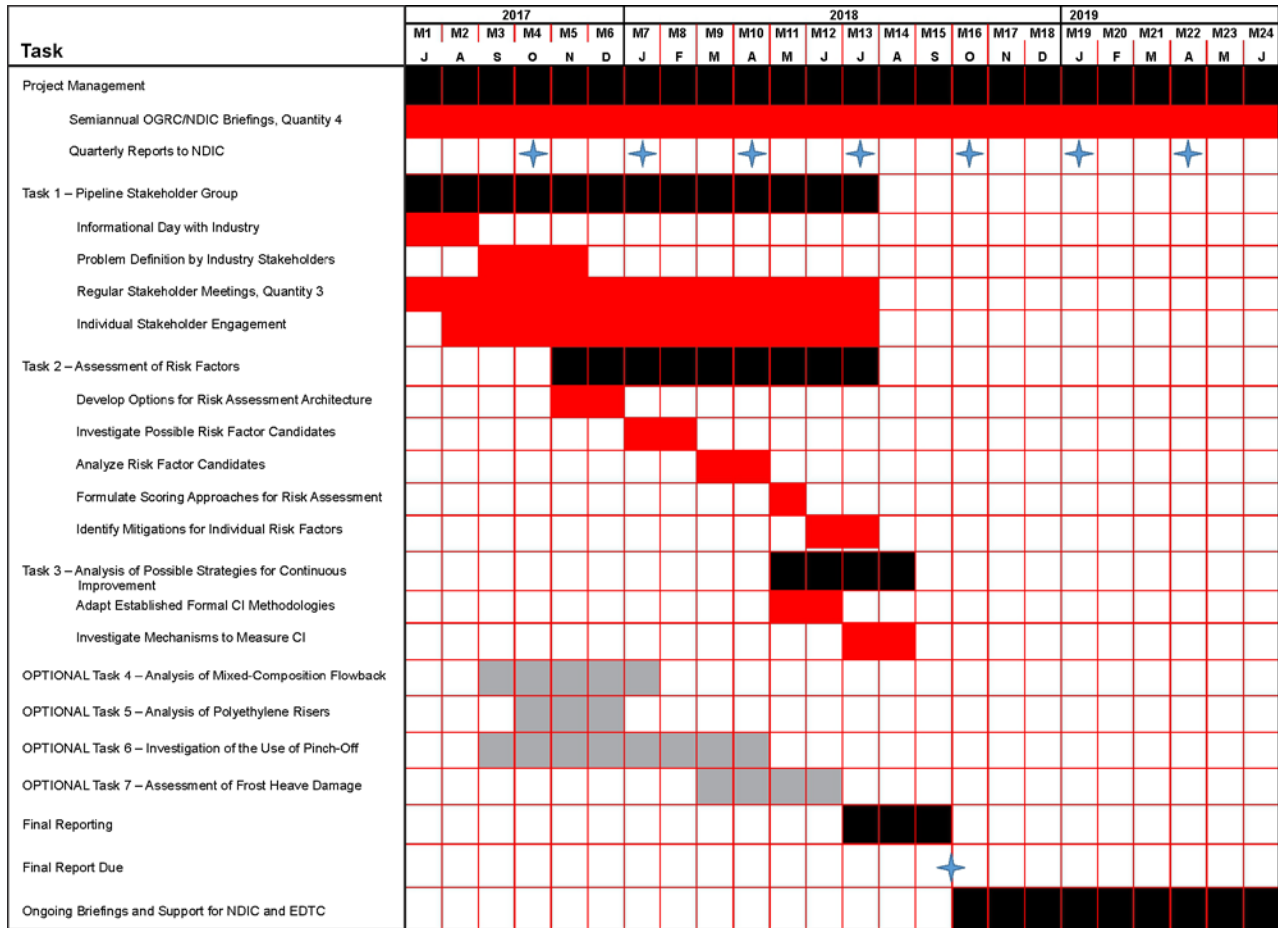 2017 2018 2019
M1 M2 M3 M4 M5 M6 M7 M8 M9 M10 M11 M12 M13 M14 M15 M16 M17 M18 M19 M20 M21 M22 M23 M24
Task
J A S O N D J F M A M J J A S O N D J F M A M J
Project Management
Semiannual OGRC/NDIC Briefings, Quantity 4
Quarterly Reports to NDIC
Task 1 – Pipeline Stakeholder Group
Informational Day with Industry
Problem Definition by Industry Stakeholders
Regular Stakeholder Meetings, Quantity 3
Individual Stakeholder Engagement
Task 2 – Assessment of Risk Factors
Develop Options for Risk Assessment Architecture
Investigate Possible Risk Factor Candidates
Analyze Risk Factor Candidates
Formulate Scoring Approaches for Risk Assessment
Identify Mitigations for Individual Risk Factors
Task 3 – Analysis of Possible Strategies for Continuous
Improvement
Adapt Established Formal CI Methodologies
Investigate Mechanisms to Measure CI
OPTIONAL Task 4 – Analysis of Mixed-Composition Flowback
OPTIONAL Task 5 – Analysis of Polyethylene Risers
OPTIONAL Task 6 – Investigation of the Use of Pinch-Off
OPTIONAL Task 7 – Assessment of Frost Heave Damage
Final Reporting
Final Report Due
Ongoing Briefings and Support for NDIC and EDTC